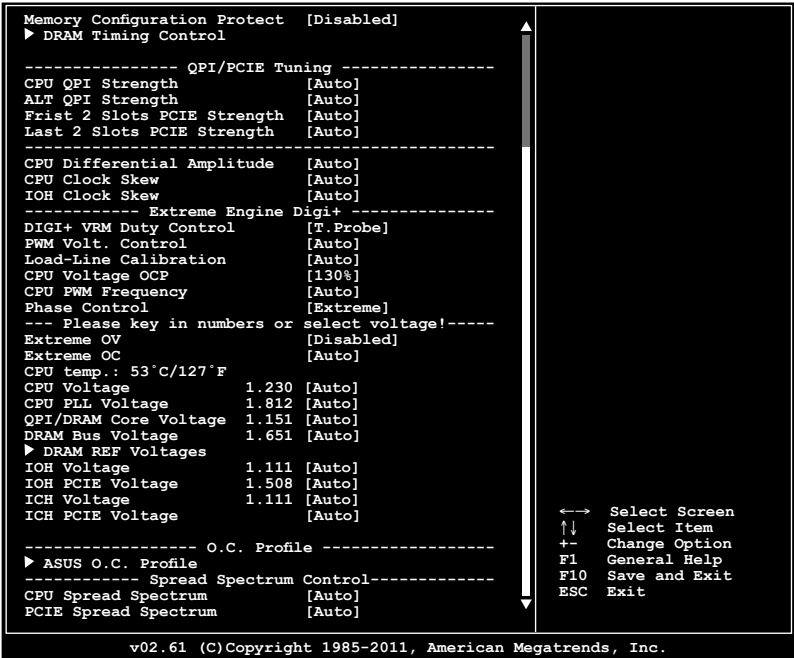 Memory Configuration Protect [Disabled]
▶ DRAM Timing Control
---------------- QPI/PCIE Tuning ----------------
CPU QPI Strength [Auto]
ALT QPI Strength [Auto]
Frist 2 Slots PCIE Strength [Auto]
Last 2 Slots PCIE Strength [Auto]
-------------------------------------------------
CPU Differential Amplitude [Auto]
CPU Clock Skew [Auto]
IOH Clock Skew [Auto]
------------ Extreme Engine Digi+ ---------------
DIGI+ VRM Duty Control [T.Probe]
PWM Volt. Control [Auto]
Load-Line Calibration [Auto]
CPU Voltage OCP [130%]
CPU PWM Frequency [Auto]
Phase Control [Extreme]
--- Please key in numbers or select voltage!-----
Extreme OV [Disabled]
Extreme OC [Auto]
CPU temp.: 53˚C/127˚F
CPU Voltage 1.230 [Auto]
CPU PLL Voltage 1.812 [Auto]
QPI/DRAM Core Voltage 1.151 [Auto]
DRAM Bus Voltage 1.651 [Auto]
▶ DRAM REF Voltages
IOH Voltage 1.111 [Auto]
IOH PCIE Voltage 1.508 [Auto]
ICH Voltage 1.111 [Auto]
ICH PCIE Voltage [Auto]
------------------ O.C. Profile ------------------
▶ ASUS O.C. Profile
------------ Spread Spectrum Control-------------
CPU Spread Spectrum [Auto]
PCIE Spread Spectrum [Auto]
←→ Select Screen
↑↓ Select Item
+- Change Option
F1 General Help
F10 Save and Exit
ESC Exit
v02.61 (C)Copyright 1985-2011, American Megatrends, Inc.